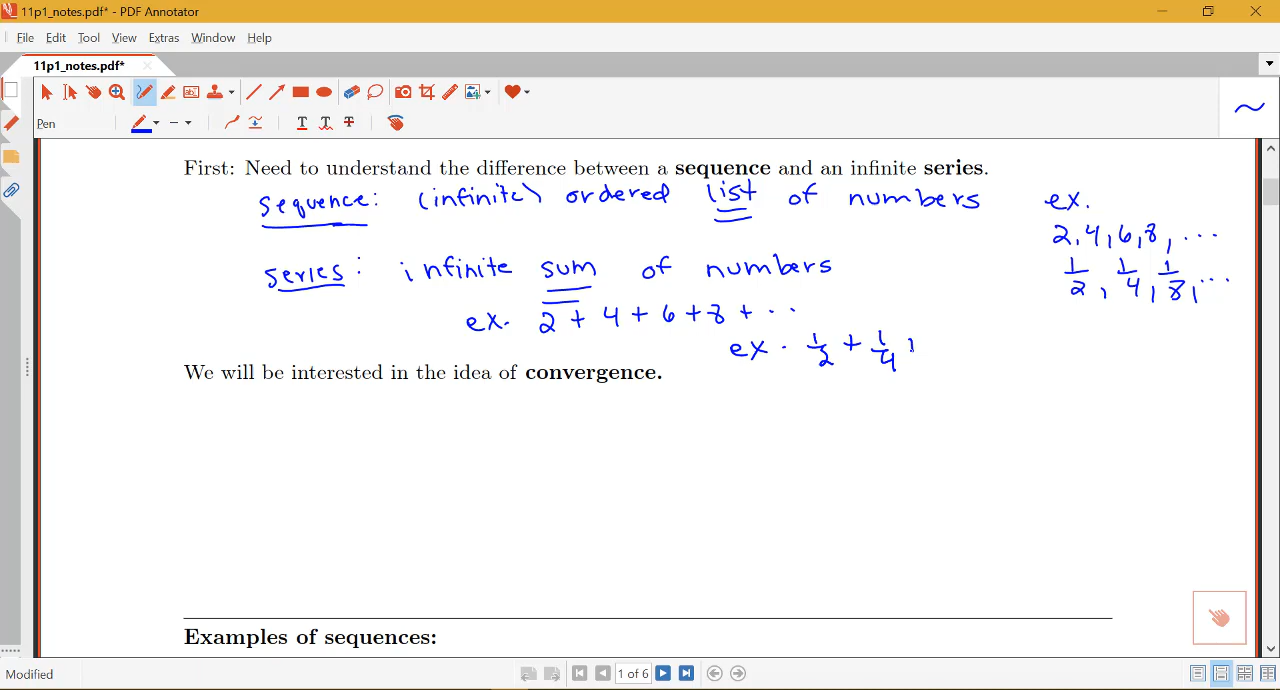 11p1_notes.pdf* - PDF Annotator
File Edit Tool View Extras Window Help
11p1_notes.pdf*
Pen
First: Need to understand the difference between a sequence and an infinite series.
sequence: (infinite) ordered list of numbers
ex.
2, 4, 6, 8, ...
1/2, 1/4, 1/8, ...
series: infinite sum of numbers
ex. 2 + 4 + 6 + 8 + ...
ex. 1/2 + 1/4
We will be interested in the idea of convergence.
Examples of sequences:
Modified
1 of 6